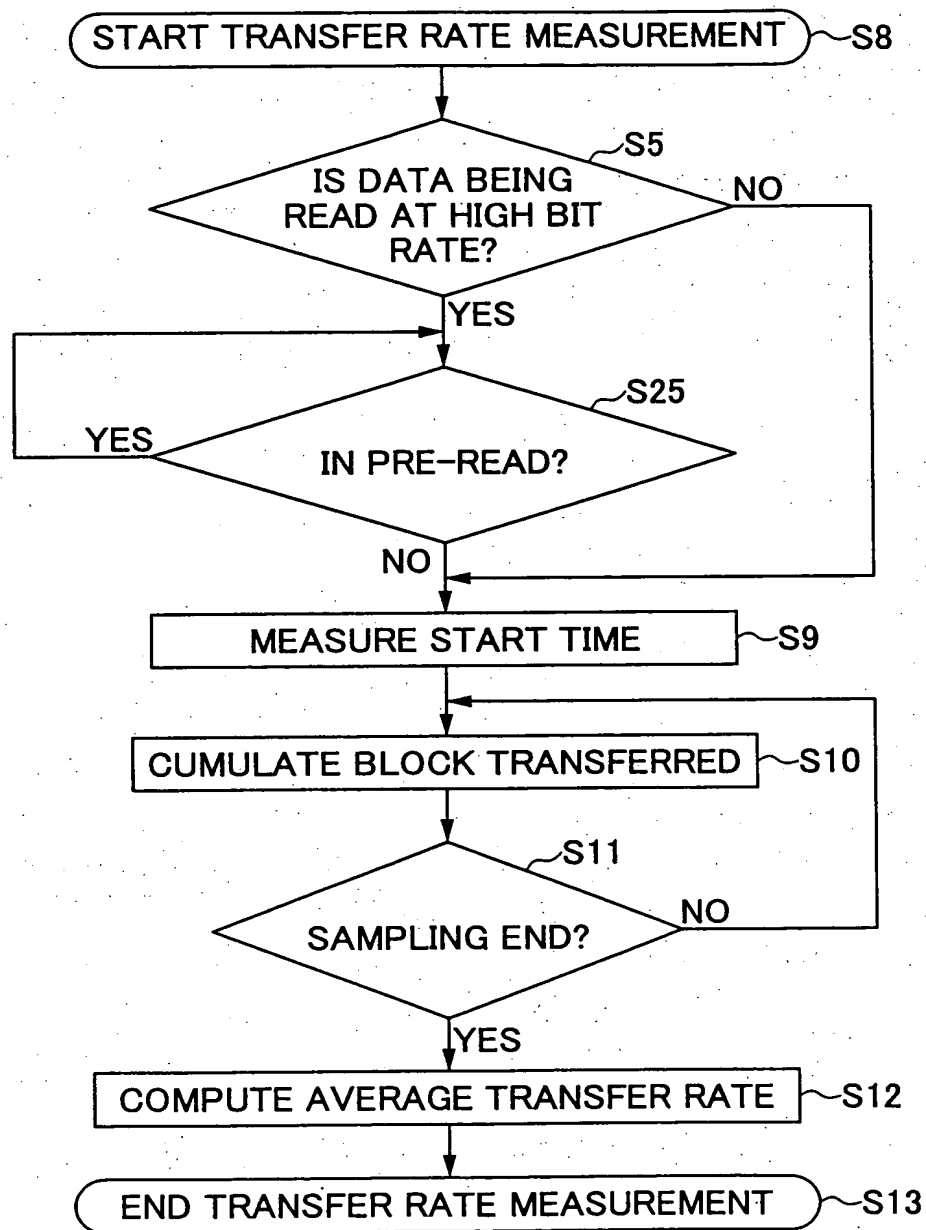 START TRANSFER RATE MEASUREMENT
S8
S5
IS DATA BEING
READ AT HIGH BIT
RATE?
NO
YES
S25
YES
IN PRE-READ?
NO
MEASURE START TIME
S9
CUMULATE BLOCK TRANSFERRED
S10
S11
SAMPLING END?
NO
YES
COMPUTE AVERAGE TRANSFER RATE
S12
END TRANSFER RATE MEASUREMENT
S13